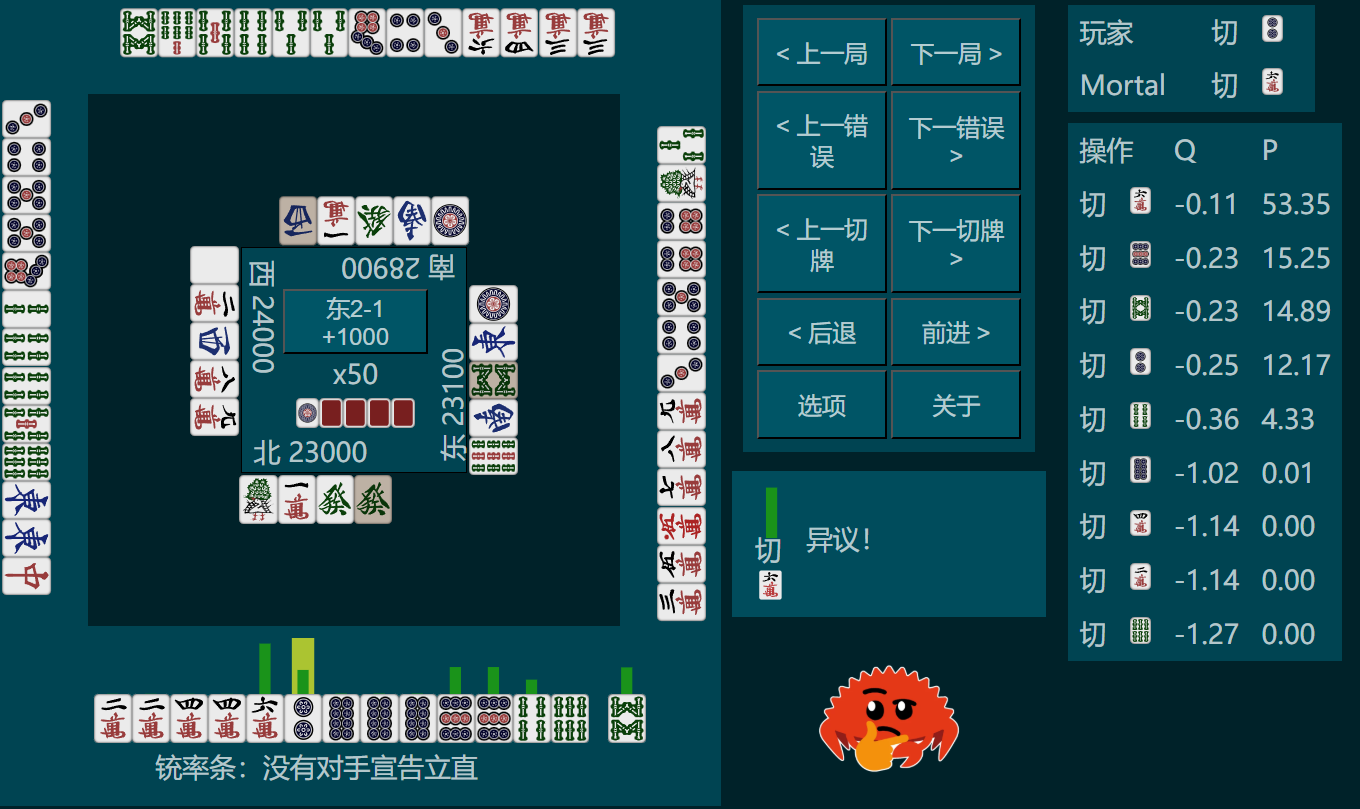 < 上一局
下一局 >
< 上一错
误
下一错误
>
< 上一切
牌
下一切牌
>
< 后退
前进 >
选项
关于
玩家 切
Mortal 切
操作 Q P
切 -0.11 53.35
切 -0.23 15.25
切 -0.23 14.89
切 -0.25 12.17
切 -0.36 4.33
切 -1.02 0.01
切 -1.14 0.00
切 -1.14 0.00
切 -1.27 0.00
南 28900
西 24000
东2-1
+1000
x50
东 23100
北 23000
切
异议！
铳率条：没有对手宣告立直